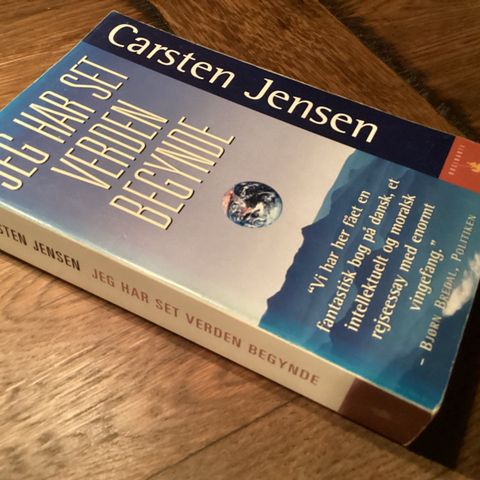 Carsten Jensen
JEG HAR SET
VERDEN
BEGYNDE
"Vi har her fået en
fantastisk bog på dansk, et
intellektuelt og moralsk
rejseessay med enormt
vingefang."
– BJØRN BREDAL, POLITIKEN
STEN JENSEN JEG HAR SET VERDEN BEGYNDE